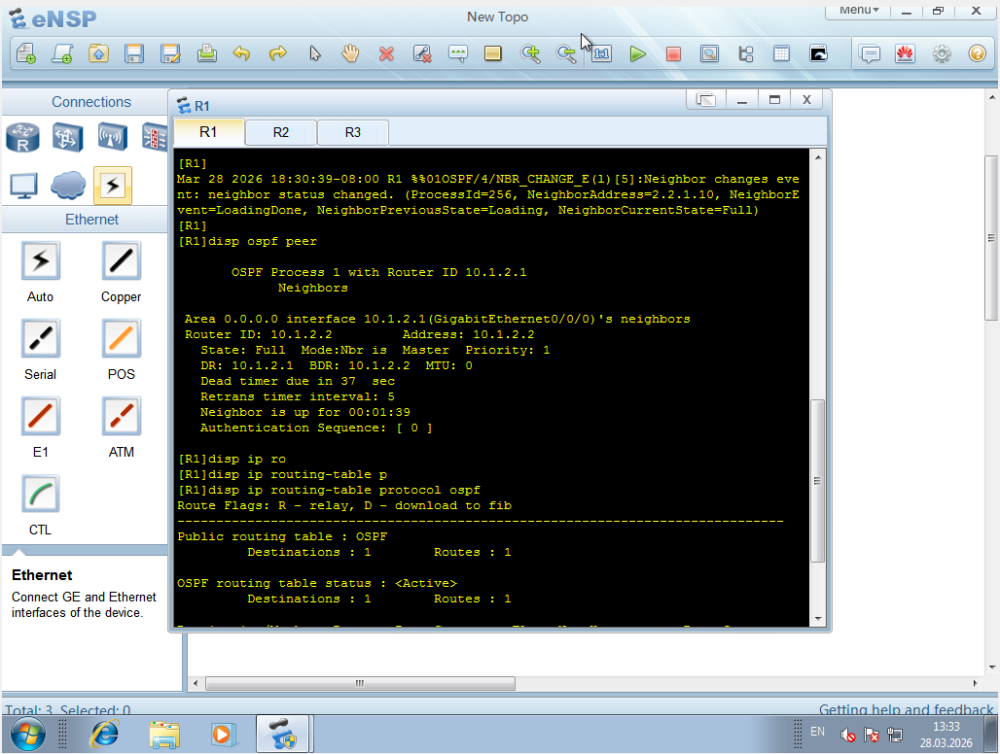 eNSP
New Topo
Menu
Connections
R1
R1
R2
R3
Ethernet
Auto
Copper
Serial
POS
E1
ATM
CTL
Ethernet
Connect GE and Ethernet
interfaces of the device.
[R1]
Mar 28 2026 18:30:39-08:00 R1 %%01OSPF/4/NBR_CHANGE_E(l)[5]:Neighbor changes eve
nt: neighbor status changed. (ProcessId=256, NeighborAddress=2.2.1.10, NeighborE
vent=LoadingDone, NeighborPreviousState=Loading, NeighborCurrentState=Full)
[R1]
[R1]disp ospf peer
OSPF Process 1 with Router ID 10.1.2.1
Neighbors
Area 0.0.0.0 interface 10.1.2.1(GigabitEthernet0/0/0)'s neighbors
Router ID: 10.1.2.2 Address: 10.1.2.2
State: Full Mode:Nbr is Master Priority: 1
DR: 10.1.2.1 BDR: 10.1.2.2 MTU: 0
Dead timer due in 37 sec
Retrans timer interval: 5
Neighbor is up for 00:01:39
Authentication Sequence: [ 0 ]
[R1]disp ip ro
[R1]disp ip routing-table p
[R1]disp ip routing-table protocol ospf
Route Flags: R - relay, D - download to fib
------------------------------------------------------------------------------
Public routing table : OSPF
Destinations : 1 Routes : 1
OSPF routing table status : <Active>
Destinations : 1 Routes : 1
Total: 3 Selected: 0
Getting help and feedback
EN
13:33
28.03.2026